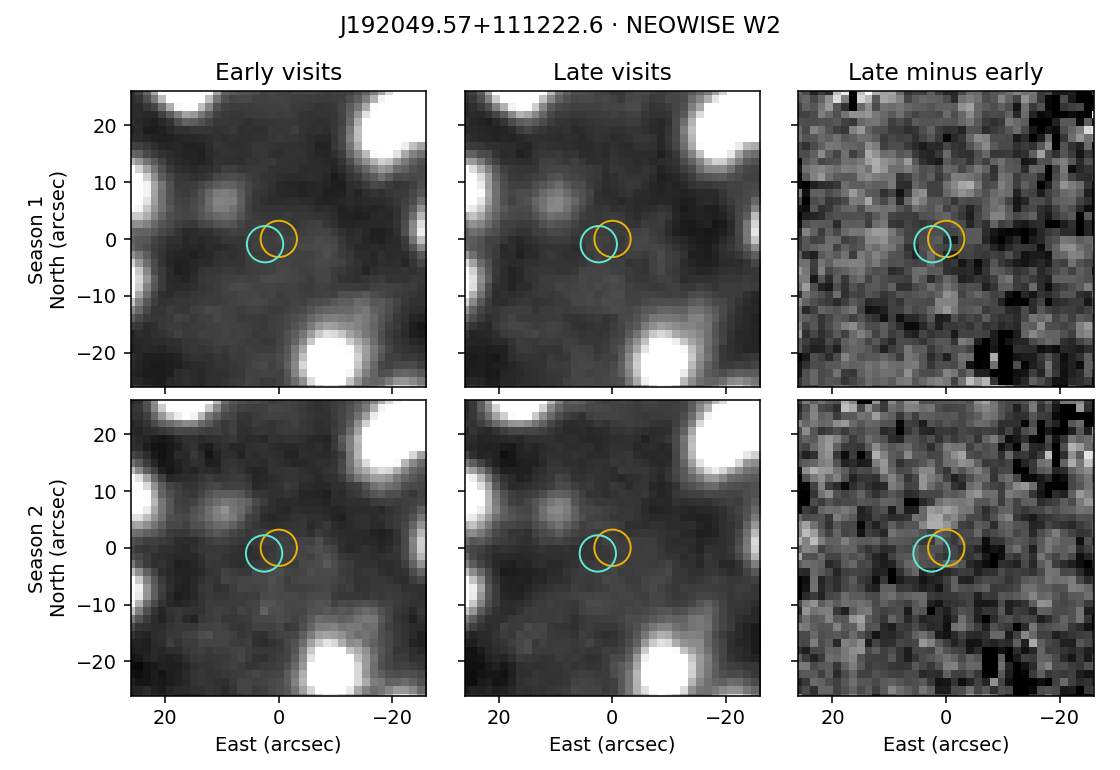 J192049.57+111222.6 · NEOWISE W2
Early visits
Late visits
Late minus early
Season 1
North (arcsec)
20
10
0
−10
−20
20
0
−20
20
0
−20
20
0
−20
Season 2
North (arcsec)
20
10
0
−10
−20
East (arcsec)
East (arcsec)
East (arcsec)